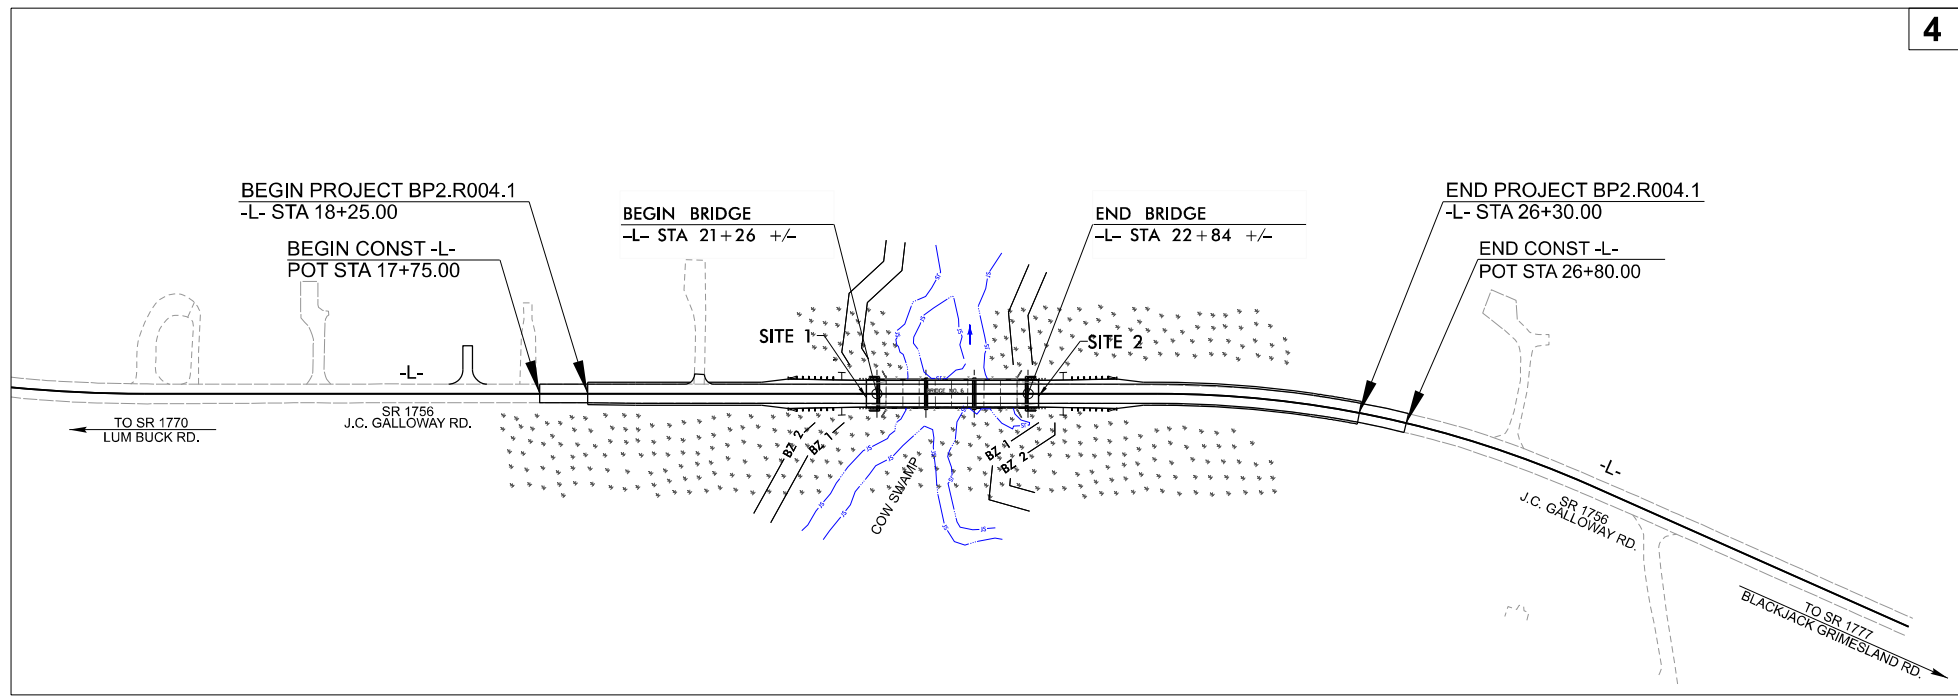 4
BEGIN PROJECT BP2.R004.1
-L- STA 18+25.00
BEGIN CONST -L-
POT STA 17+75.00
BEGIN BRIDGE
-L- STA 21+26 +/-
END BRIDGE
-L- STA 22+84 +/-
END PROJECT BP2.R004.1
-L- STA 26+30.00
END CONST -L-
POT STA 26+80.00
SITE 1
SITE 2
-L-
BRIDGE NO. 6
TO SR 1770
LUM BUCK RD.
SR 1756
J.C. GALLOWAY RD.
BZ 2
BZ 1
BZ 1
BZ 2
COW SWAMP
-L-
SR 1756
J.C. GALLOWAY RD.
TO SR 1777
BLACKJACK GRIMESLAND RD.